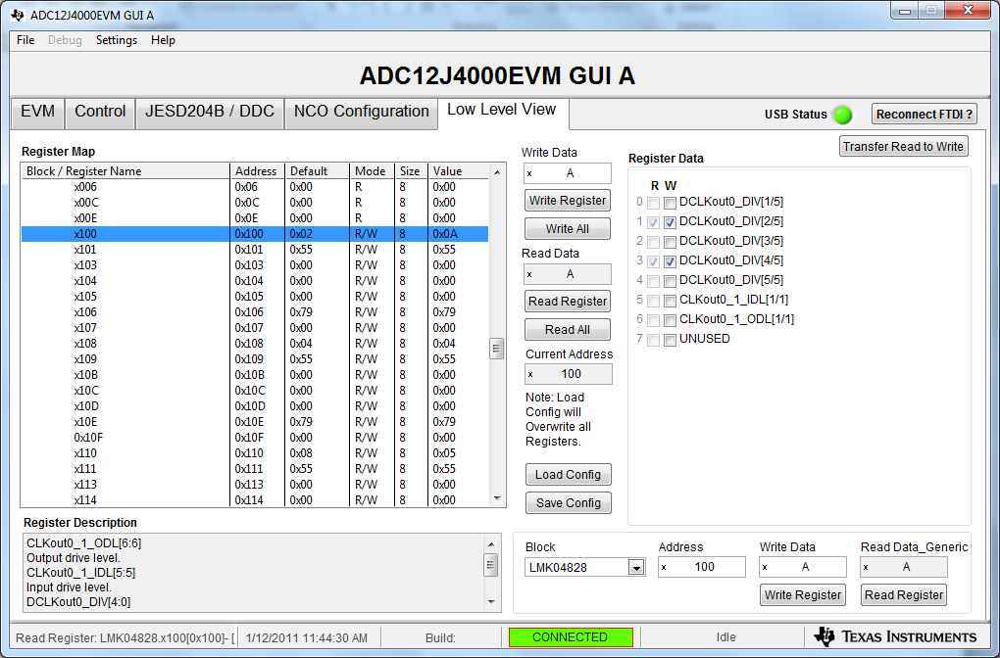 ADC12J4000EVM GUI A
File Debug Settings Help
ADC12J4000EVM GUI A
EVM Control JESD204B / DDC NCO Configuration Low Level View
USB Status Reconnect FTDI ?
Transfer Read to Write
Register Map
Block / Register Name Address Default Mode Size Value
x006 0x06 0x00 R 8 0x00
x00C 0x0C 0x00 R 8 0x00
x00E 0x0E 0x00 R 8 0x00
x100 0x100 0x02 R/W 8 0x0A
x101 0x101 0x55 R/W 8 0x55
x103 0x103 0x00 R/W 8 0x00
x104 0x104 0x00 R/W 8 0x00
x105 0x105 0x00 R/W 8 0x00
x106 0x106 0x79 R/W 8 0x79
x107 0x107 0x00 R/W 8 0x00
x108 0x108 0x04 R/W 8 0x04
x109 0x109 0x55 R/W 8 0x55
x10B 0x10B 0x00 R/W 8 0x00
x10C 0x10C 0x00 R/W 8 0x00
x10D 0x10D 0x00 R/W 8 0x00
x10E 0x10E 0x79 R/W 8 0x79
0x10F 0x10F 0x00 R/W 8 0x00
x110 0x110 0x08 R/W 8 0x05
x111 0x111 0x55 R/W 8 0x55
x113 0x113 0x00 R/W 8 0x00
x114 0x114 0x00 R/W 8 0x00
Write Data
x A
Write Register
Write All
Read Data
x A
Read Register
Read All
Current Address
x 100
Note: Load
Config will
Overwrite all
Registers.
Load Config
Save Config
Register Data
R W
0 DCLKout0_DIV[1/5]
1 DCLKout0_DIV[2/5]
2 DCLKout0_DIV[3/5]
3 DCLKout0_DIV[4/5]
4 DCLKout0_DIV[5/5]
5 CLKout0_1_IDL[1/1]
6 CLKout0_1_ODL[1/1]
7 UNUSED
Register Description
CLKout0_1_ODL[6:6]
Output drive level.
CLKout0_1_IDL[5:5]
Input drive level.
DCLKout0_DIV[4:0]
Block Address Write Data Read Data_Generic
LMK04828 x 100 x A x A
Write Register Read Register
Read Register: LMK04828.x100[0x100]- [ 1/12/2011 11:44:30 AM Build: CONNECTED Idle TEXAS INSTRUMENTS